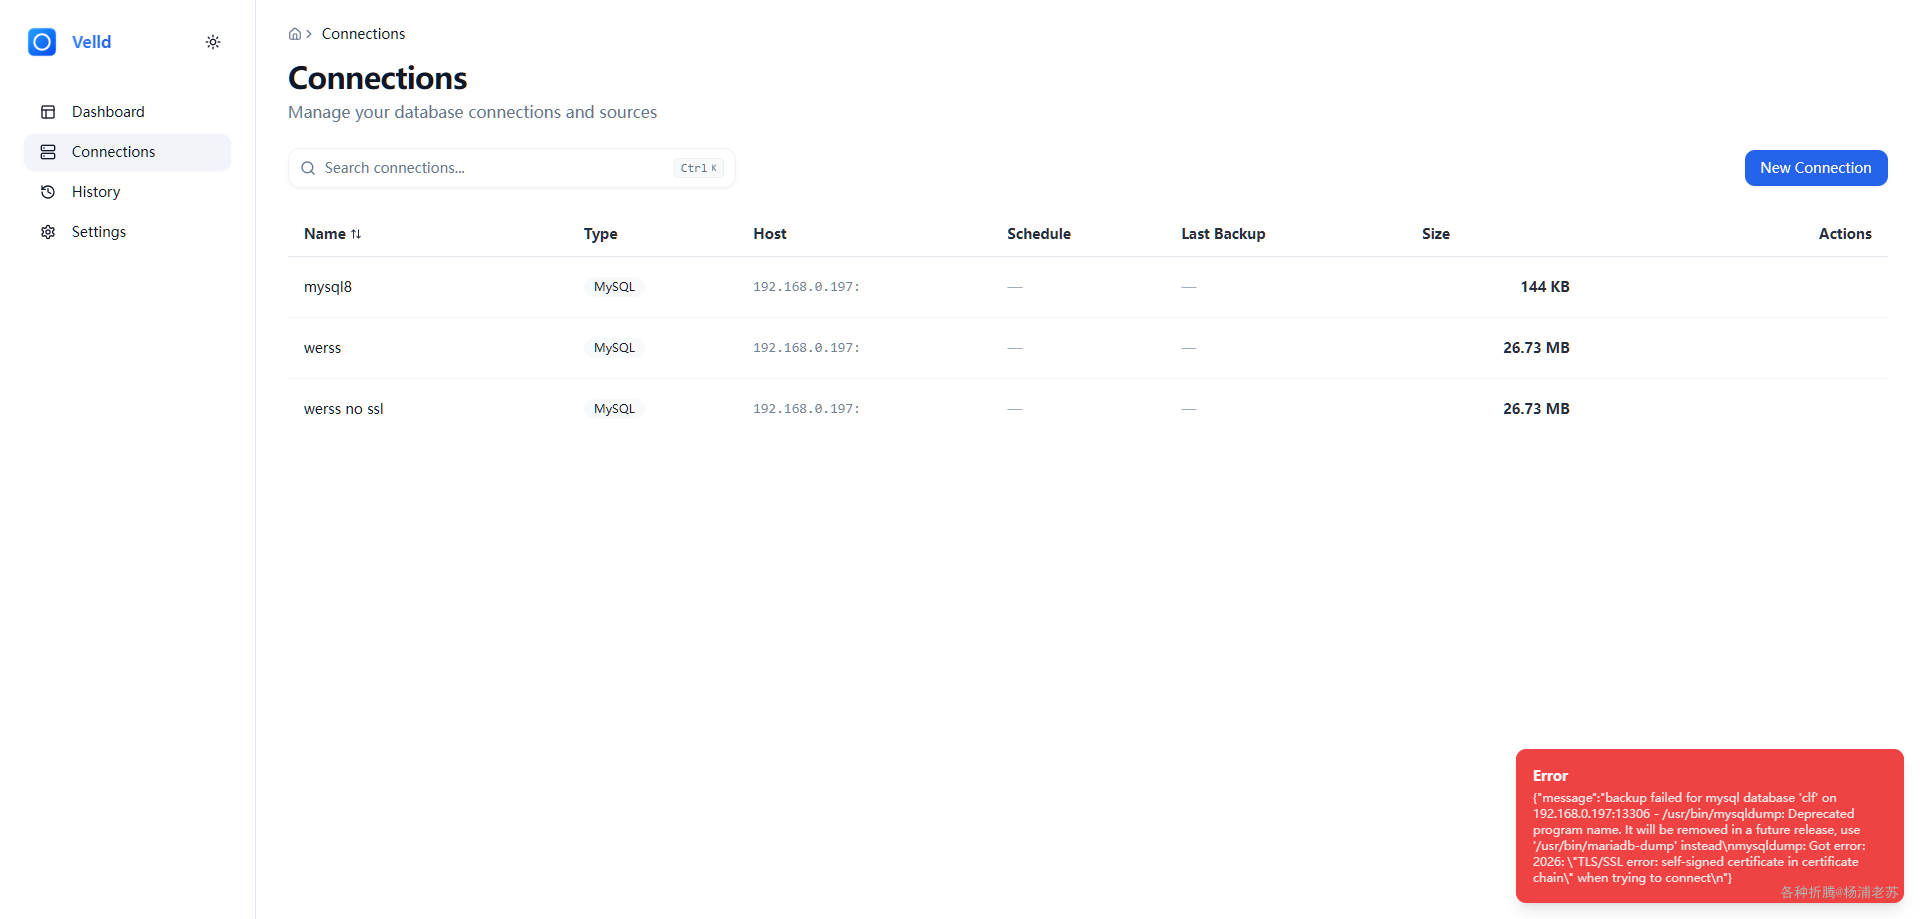 Velld
Dashboard
Connections
History
Settings
Connections
Connections
Manage your database connections and sources
Search connections...
Ctrl K
New Connection
Name Type Host Schedule Last Backup Size Actions
mysql8 MySQL 192.168.0.197: — — 144 KB
werss MySQL 192.168.0.197: — — 26.73 MB
werss no ssl MySQL 192.168.0.197: — — 26.73 MB
Error
{"message":"backup failed for mysql database 'clf' on
192.168.0.197:13306 - /usr/bin/mysqldump: Deprecated
program name. It will be removed in a future release, use
'/usr/bin/mariadb-dump' instead\nmysqldump: Got error:
2026: \"TLS/SSL error: self-signed certificate in certificate
chain\" when trying to connect\n"}
各种折腾@杨浦老苏